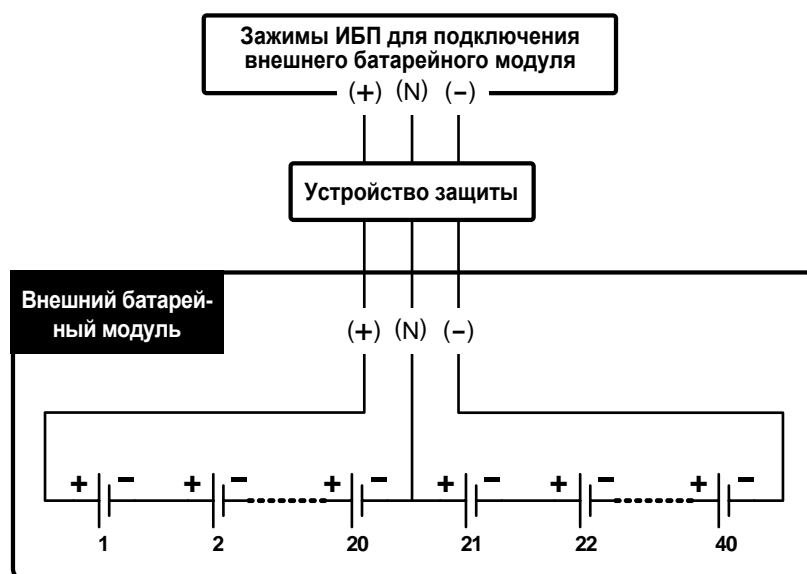 Зажимы ИБП для подключения
внешнего батарейного модуля
(+) (N) (−)
Устройство защиты
Внешний батарей-
ный модуль
(+) (N) (−)
+ − + − + − + − + − + −
1 2 20 21 22 40